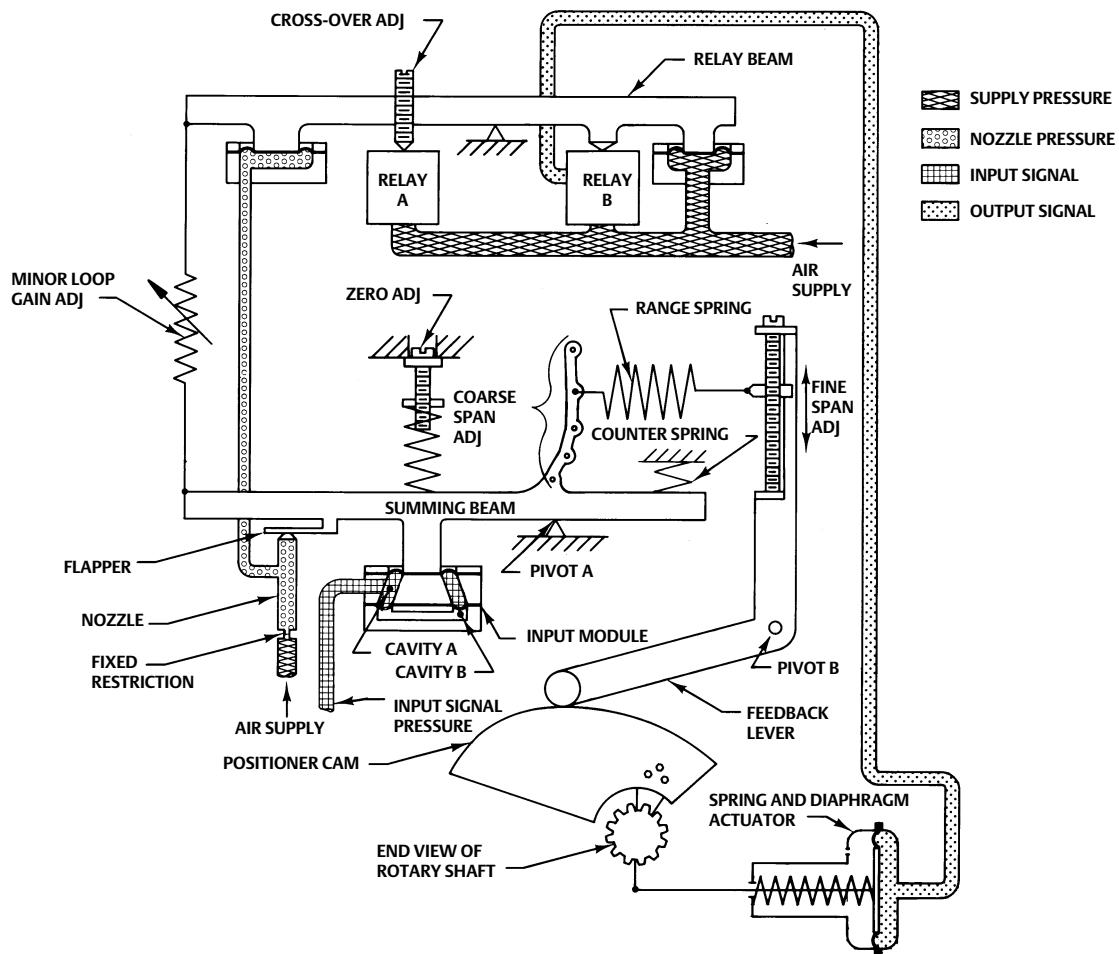 CROSS-OVER ADJ
RELAY BEAM
SUPPLY PRESSURE
NOZZLE PRESSURE
INPUT SIGNAL
OUTPUT SIGNAL
RELAY
A
RELAY
B
AIR
SUPPLY
MINOR LOOP
GAIN ADJ
ZERO ADJ
RANGE SPRING
COARSE
SPAN
ADJ
FINE
SPAN
ADJ
COUNTER SPRING
SUMMING BEAM
FLAPPER
PIVOT A
NOZZLE
INPUT MODULE
CAVITY A
CAVITY B
PIVOT B
FIXED
RESTRICTION
AIR SUPPLY
INPUT SIGNAL
PRESSURE
FEEDBACK
LEVER
POSITIONER CAM
SPRING AND DIAPHRAGM
ACTUATOR
END VIEW OF
ROTARY SHAFT